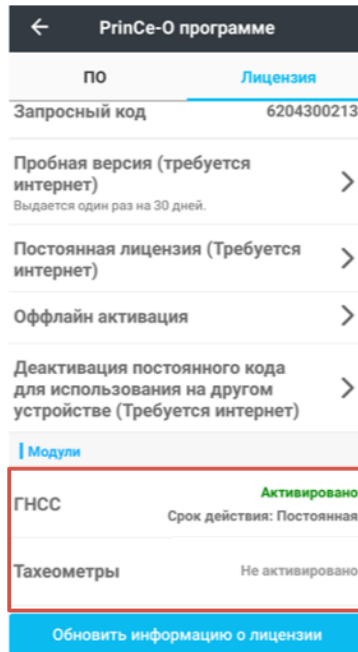 PrinCe-О программе
ПО
Лицензия
Запросный код
6204300213
Пробная версия (требуется
интернет)
Выдается один раз на 30 дней.
Постоянная лицензия (Требуется
интернет)
Оффлайн активация
Деактивация постоянного кода
для использования на другом
устройстве (Требуется интернет)
Модули
ГНСС
Активировано
Срок действия: Постоянная
Тахеометры
Не активировано
Обновить информацию о лицензии